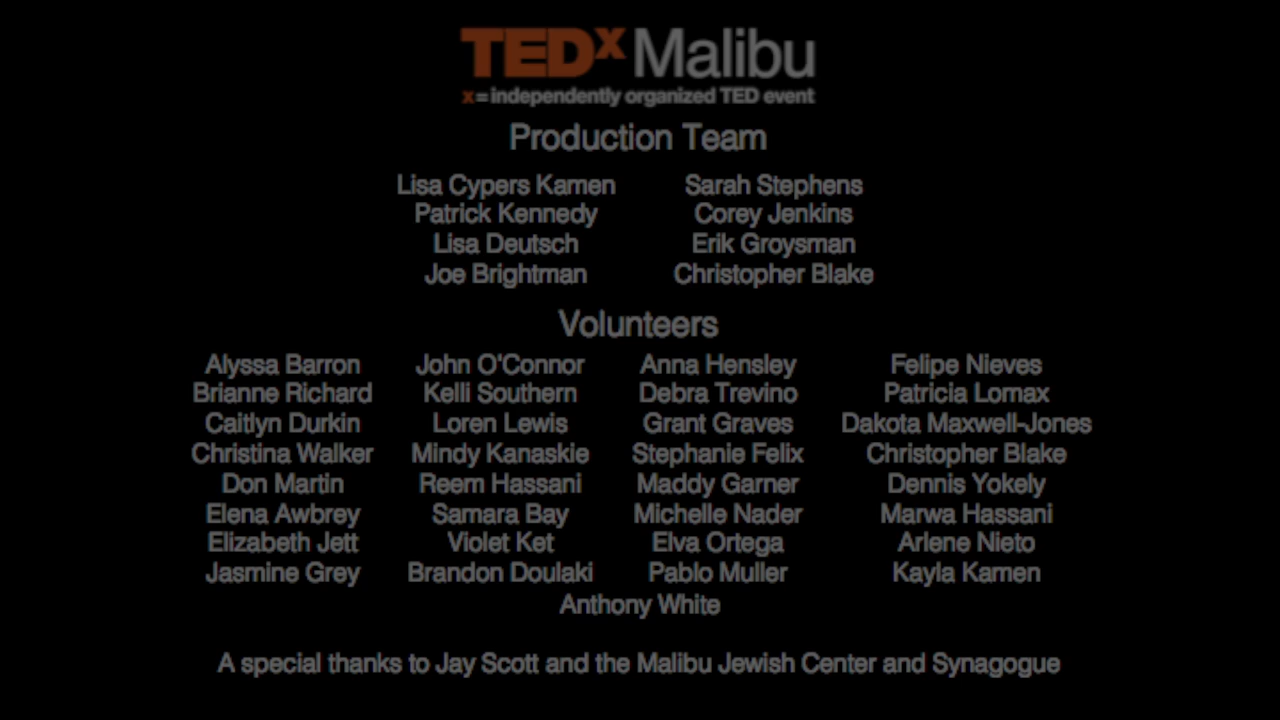 TEDx Malibu
x = independently organized TED event
Production Team
Lisa Cypers Kamen Sarah Stephens
Patrick Kennedy Corey Jenkins
Lisa Deutsch Erik Groysman
Joe Brightman Christopher Blake
Volunteers
Alyssa Barron John O'Connor Anna Hensley Felipe Nieves
Brianne Richard Kelli Southern Debra Trevino Patricia Lomax
Caitlyn Durkin Loren Lewis Grant Graves Dakota Maxwell-Jones
Christina Walker Mindy Kanaskie Stephanie Felix Christopher Blake
Don Martin Reem Hassani Maddy Garner Dennis Yokely
Elena Awbrey Samara Bay Michelle Nader Marwa Hassani
Elizabeth Jett Violet Ket Elva Ortega Arlene Nieto
Jasmine Grey Brandon Doulaki Pablo Muller Kayla Kamen
Anthony White
A special thanks to Jay Scott and the Malibu Jewish Center and Synagogue